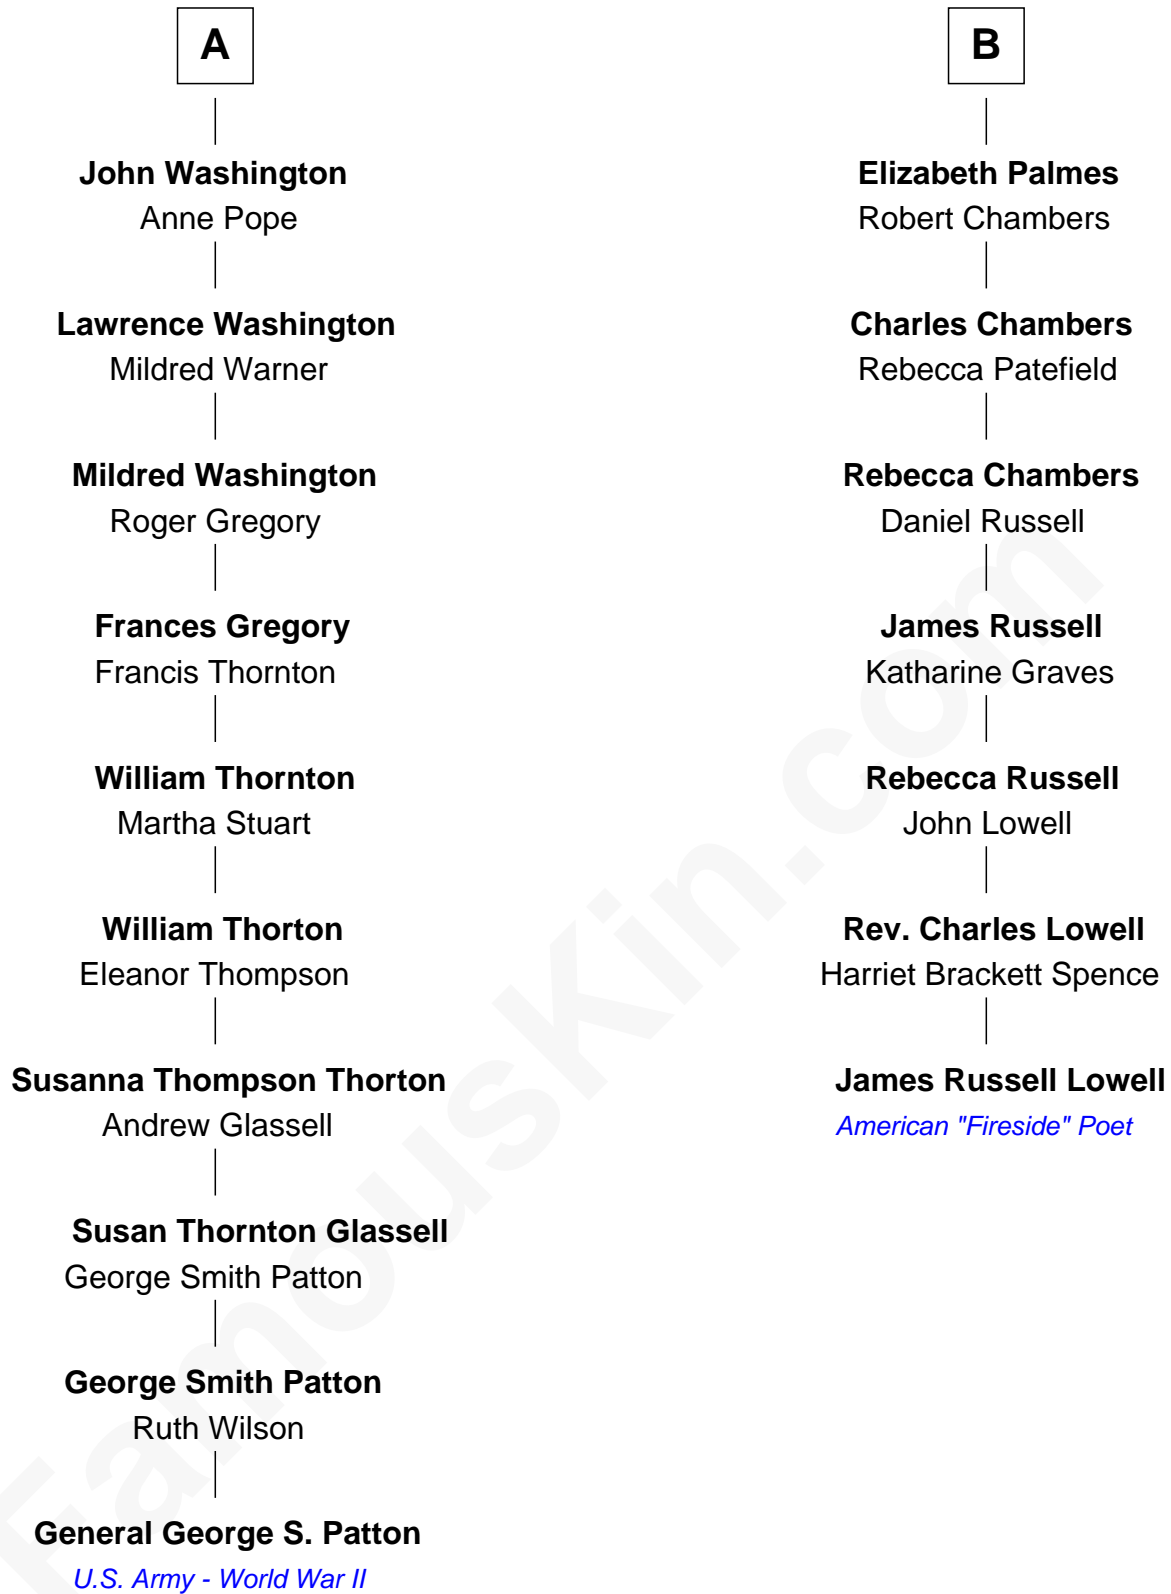 A
John Washington
Anne Pope
Lawrence Washington
Mildred Warner
Mildred Washington
Roger Gregory
Frances Gregory
Francis Thornton
William Thornton
Martha Stuart
William Thorton
Eleanor Thompson
Susanna Thompson Thorton
Andrew Glassell
Susan Thornton Glassell
George Smith Patton
George Smith Patton
Ruth Wilson
General George S. Patton
U.S. Army - World War II
B
Elizabeth Palmes
Robert Chambers
Charles Chambers
Rebecca Patefield
Rebecca Chambers
Daniel Russell
James Russell
Katharine Graves
Rebecca Russell
John Lowell
Rev. Charles Lowell
Harriet Brackett Spence
James Russell Lowell
American "Fireside" Poet
FamousKin.com